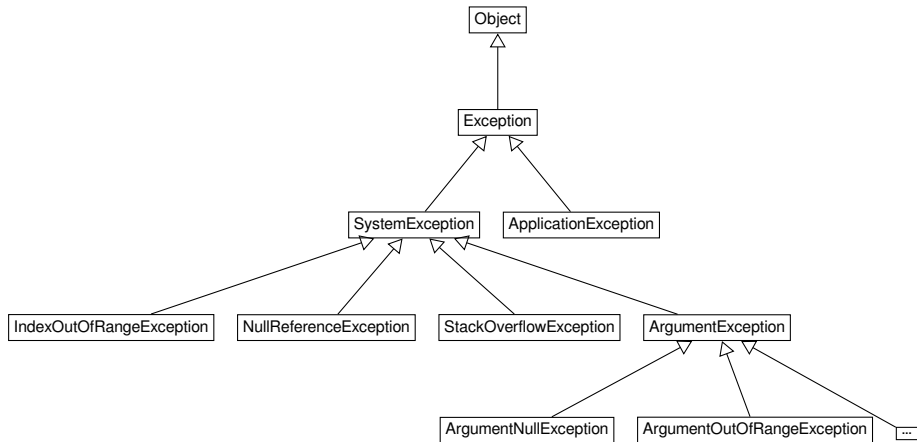 Object
Exception
SystemException
ApplicationException
IndexOutOfRangeException
NullReferenceException
StackOverflowException
ArgumentException
ArgumentNullException
ArgumentOutOfRangeException
...